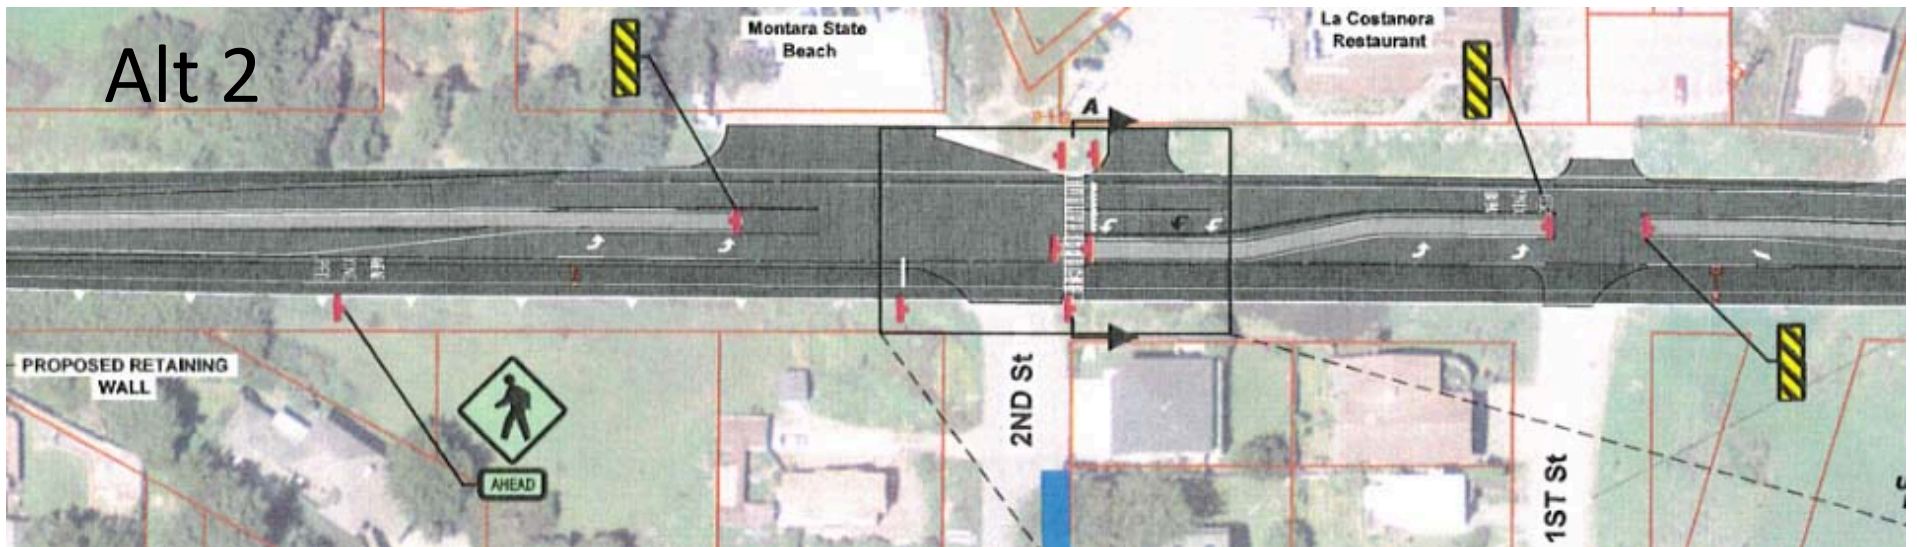 Alt 2
Montara State
Beach
La Costanera
Restaurant
A
PROPOSED RETAINING
WALL
AHEAD
2ND St
1ST St